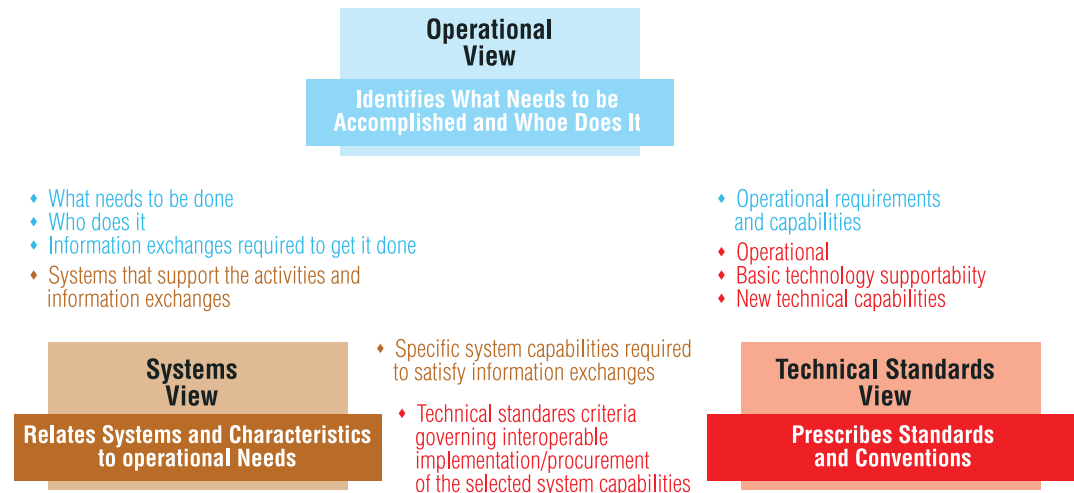 Operational
View
Identifies What Needs to be
Accomplished and Whoe Does It
♦ What needs to be done
♦ Who does it
♦ Information exchanges required to get it done
♦ Systems that support the activities and
information exchanges
♦ Operational requirements
and capabilities
♦ Operational
♦ Basic technology supportabiity
♦ New technical capabilities
Systems
View
Relates Systems and Characteristics
to operational Needs
♦ Specific system capabilities required
to satisfy information exchanges
♦ Technical standares criteria
governing interoperable
implementation/procurement
of the selected system capabilities
Technical Standards
View
Prescribes Standards
and Conventions